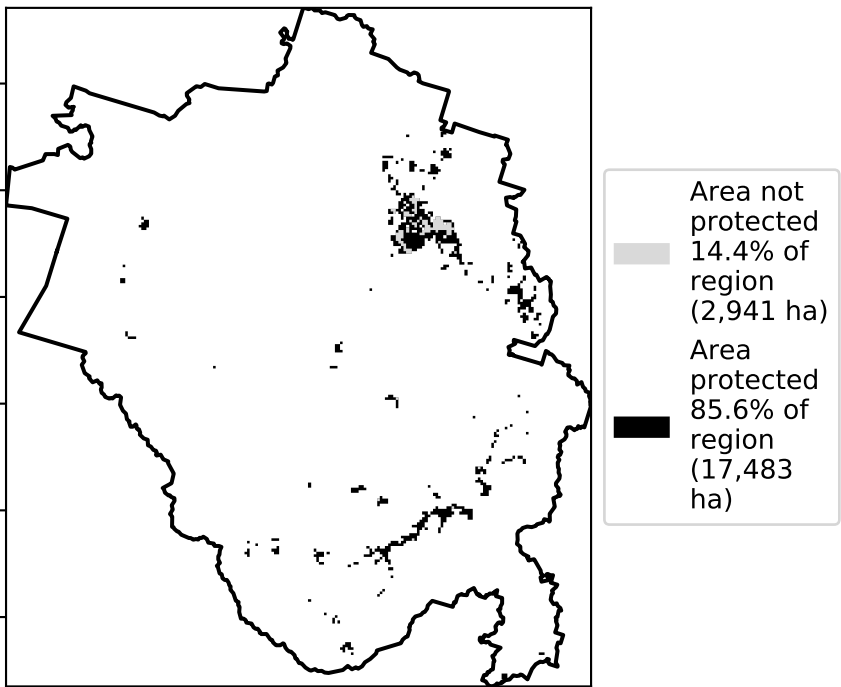 Area not
protected
14.4% of
region
(2,941 ha)
Area
protected
85.6% of
region
(17,483
ha)